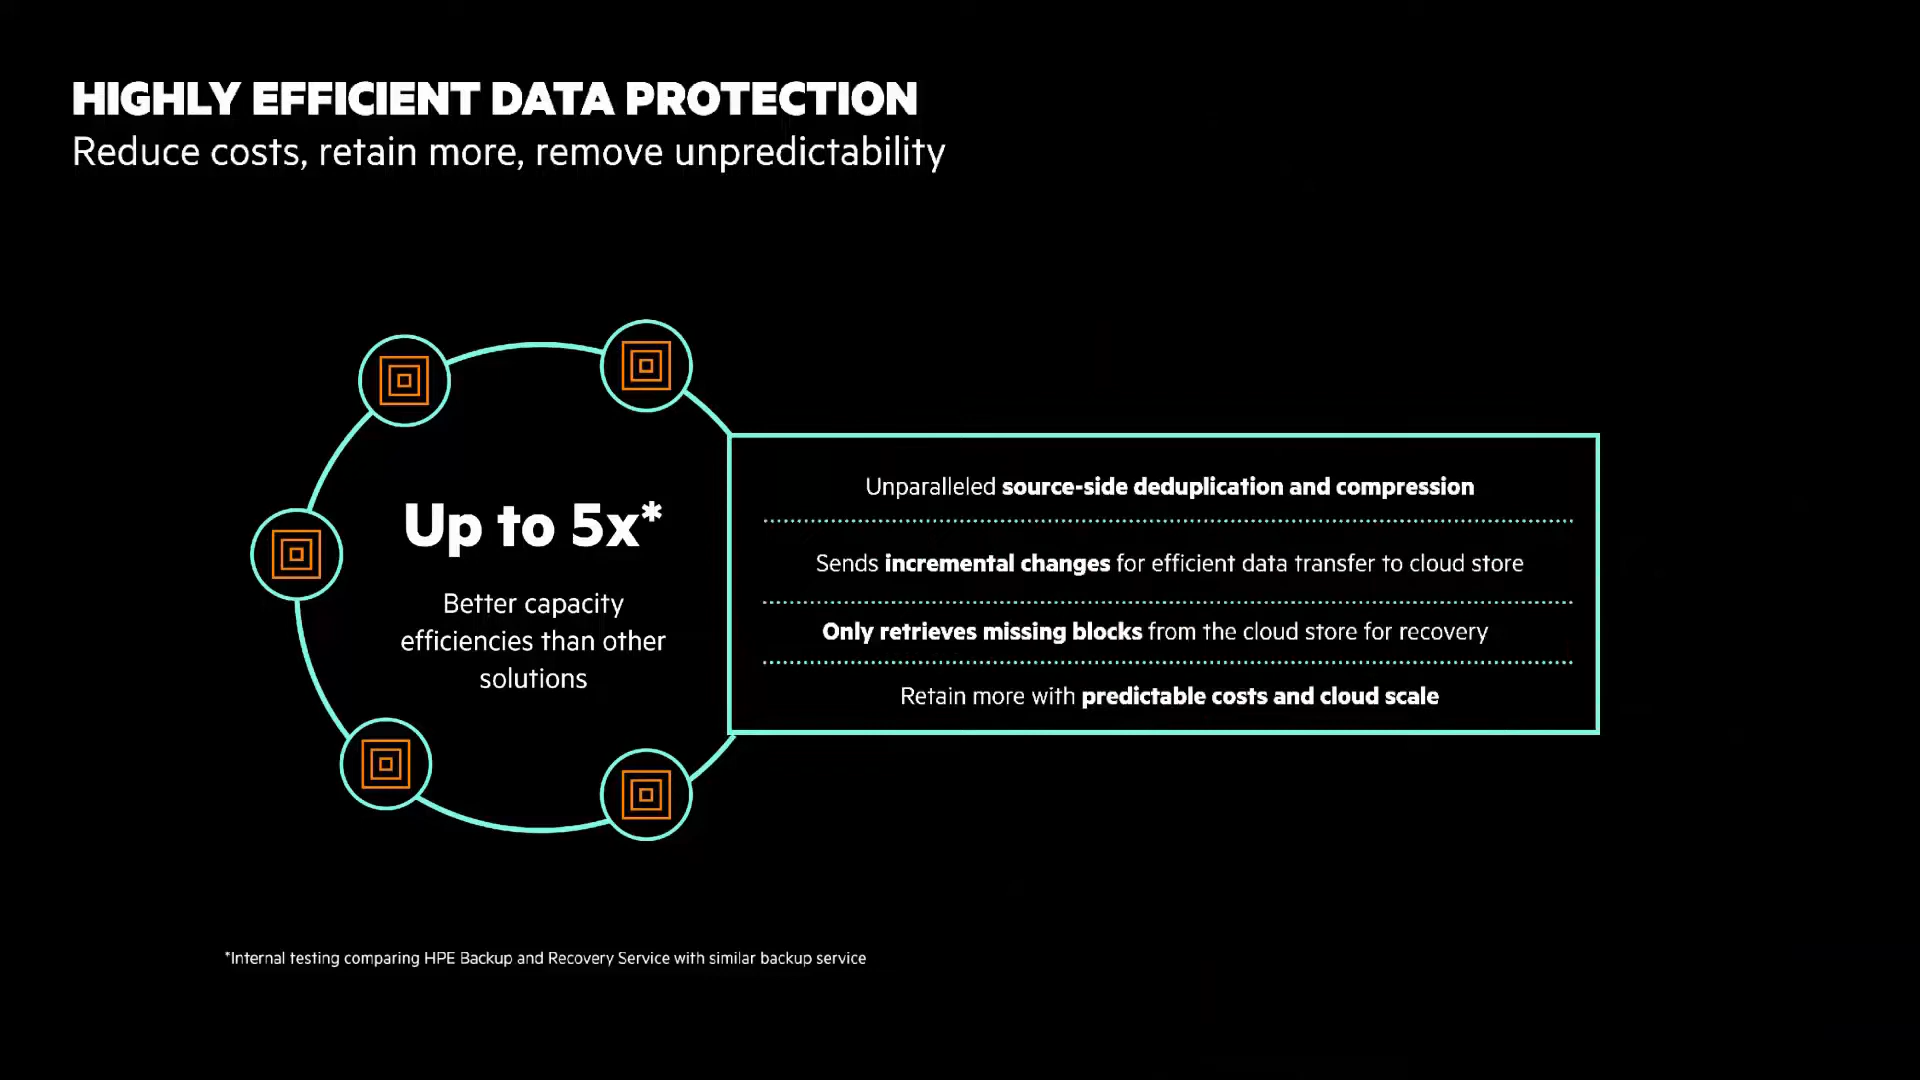 HIGHLY EFFICIENT DATA PROTECTION
Reduce costs, retain more, remove unpredictability
Up to 5x*
Better capacity
efficiencies than other
solutions
Unparalleled source-side deduplication and compression
Sends incremental changes for efficient data transfer to cloud store
Only retrieves missing blocks from the cloud store for recovery
Retain more with predictable costs and cloud scale
*Internal testing comparing HPE Backup and Recovery Service with similar backup service